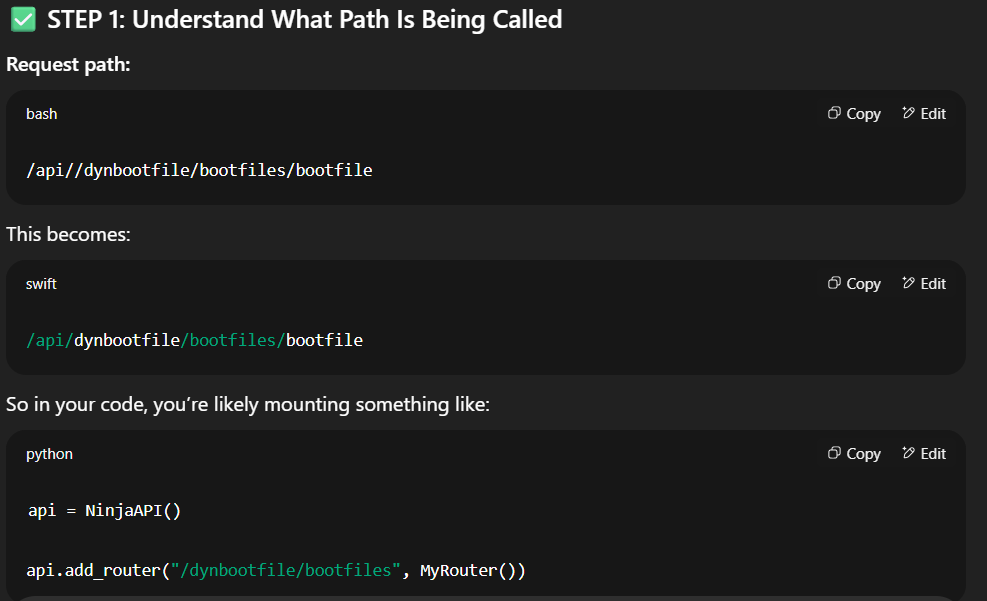 ✅ STEP 1: Understand What Path Is Being Called
Request path:
bash
Copy
Edit
/api//dynbootfile/bootfiles/bootfile
This becomes:
swift
Copy
Edit
/api/dynbootfile/bootfiles/bootfile
So in your code, you’re likely mounting something like:
python
Copy
Edit
api = NinjaAPI()
api.add_router("/dynbootfile/bootfiles", MyRouter())